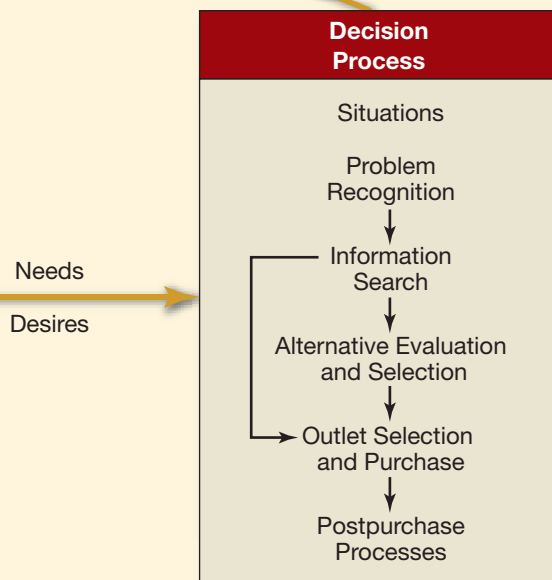 Decision
Process
Situations
Problem
Recognition
Information
Search
Needs
Desires
Alternative Evaluation
and Selection
Outlet Selection
and Purchase
Postpurchase
Processes